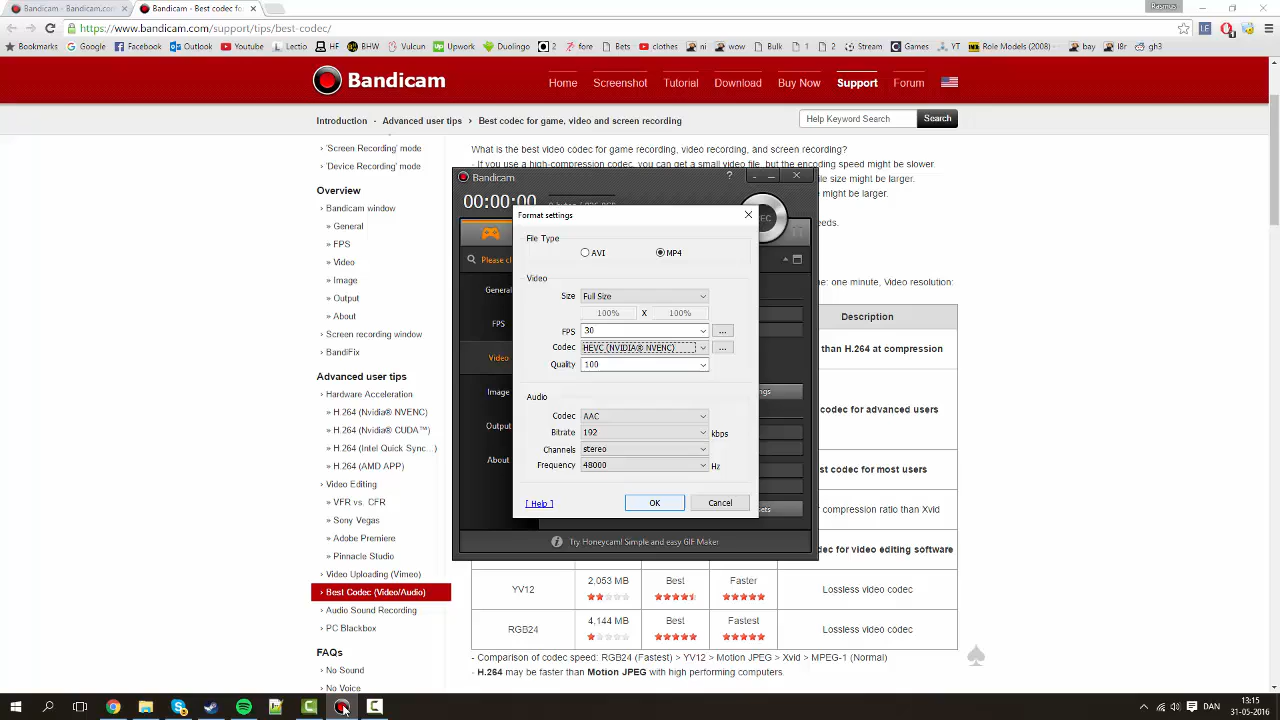 Bandicam - Bandicam.com
Bandicam - Best codec fo
Rasmus
https://www.bandicam.com/support/tips/best-codec/
Bookmarks Google Facebook Outlook Youtube Lectio HF BHW Vulcun Upwork Duolingo 2 fore Bets clothes ni wow Bulk 1 2 Stream Games YT Role Models (2008) bay l8r gh3
Bandicam
Home Screenshot Tutorial Download Buy Now Support Forum
Introduction › Advanced user tips › Best codec for game, video and screen recording
Help Keyword Search Search
'Screen Recording' mode
'Device Recording' mode
Overview
› Bandicam window
» General
» FPS
» Video
» Image
» Output
» About
› Screen recording window
› BandiFix
Advanced user tips
› Hardware Acceleration
» H.264 (Nvidia® NVENC)
» H.264 (Nvidia® CUDA™)
» H.264 (Intel Quick Sync...)
» H.264 (AMD APP)
› Video Editing
» VFR vs. CFR
» Sony Vegas
» Adobe Premiere
» Pinnacle Studio
› Video Uploading (Vimeo)
› Best Codec (Video/Audio)
› Audio Sound Recording
› PC Blackbox
FAQs
› No Sound
› No Voice
What is the best video codec for game recording, video recording, and screen recording?
- If you use a high-compression codec, you can get a small video file, but the encoding speed might be slower.
file size might be larger.
might be larger.
eeds.
: one minute, Video resolution:
Description
than H.264 at compression
codec for advanced users
st codec for most users
compression ratio than Xvid
dec for video editing software
YV12 2,053 MB Best Faster Lossless video codec
RGB24 4,144 MB Best Fastest Lossless video codec
- Comparison of codec speed: RGB24 (Fastest) > YV12 > Motion JPEG > Xvid > MPEG-1 (Normal)
- H.264 may be faster than Motion JPEG with high performing computers.
Bandicam
?
00:00:00
REC
Please cl
General
FPS
Video
Image
Output
About
ngs
sets
Try Honeycam! Simple and easy GIF Maker
Format settings
File Type
AVI MP4
Video
Size Full Size
100% X 100%
FPS 30 ...
Codec HEVC (NVIDIA® NVENC) ...
Quality 100
Audio
Codec AAC
Bitrate 192 kbps
Channels stereo
Frequency 48000 Hz
[ Help ] OK Cancel
DAN
13:15
31-05-2016